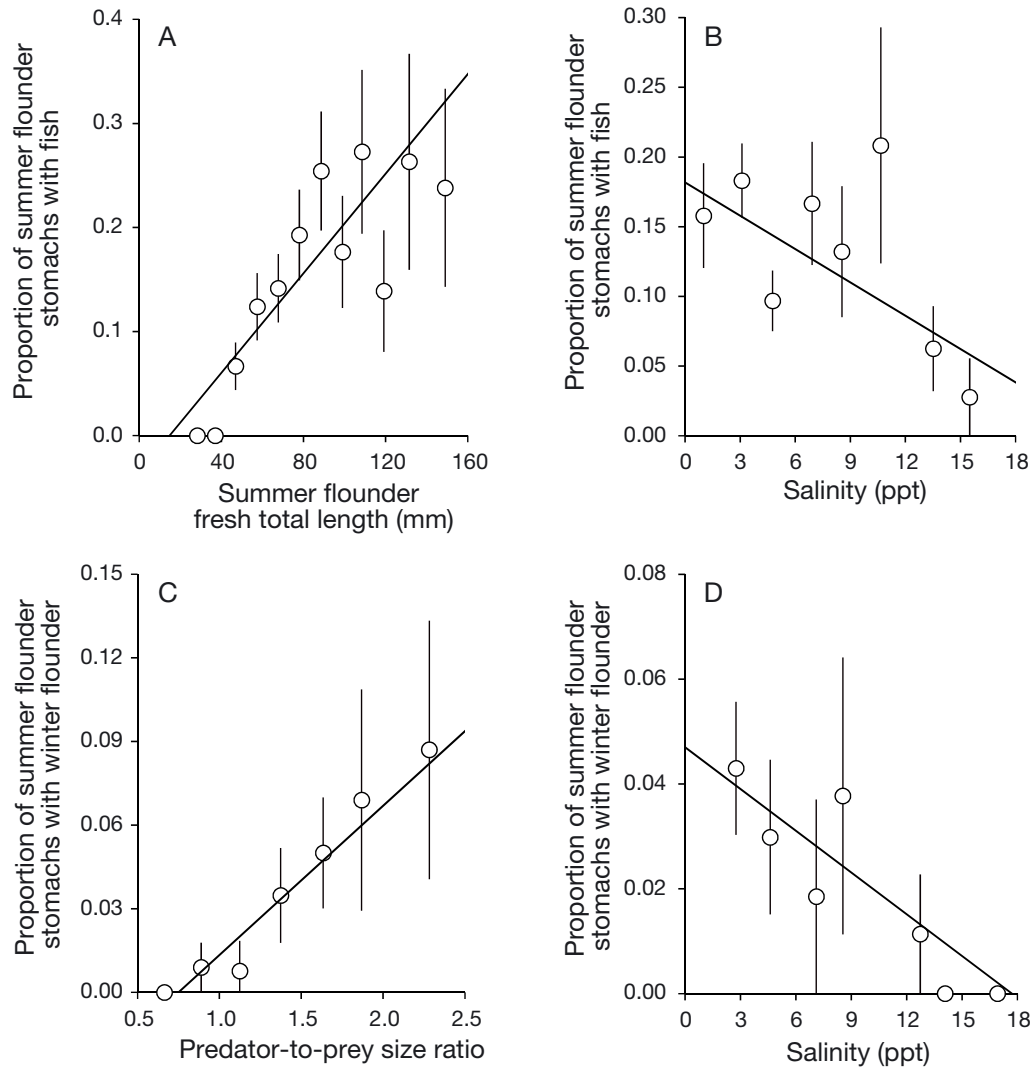 A
Proportion of summer flounder
stomachs with fish
0.4
0.3
0.2
0.1
0.0
0 40 60 80 120 160
Summer flounder
fresh total length (mm)
B
Proportion of summer flounder
stomachs with fish
0.30
0.25
0.20
0.15
0.10
0.05
0.00
0 3 6 9 12 15 18
Salinity (ppt)
C
Proportion of summer flounder
stomachs with winter flounder
0.15
0.12
0.09
0.06
0.03
0.00
0.5 1.0 1.5 2.0 2.5
Predator-to-prey size ratio
D
Proportion of summer flounder
stomachs with winter flounder
0.08
0.06
0.04
0.02
0.00
0 3 6 9 12 15 18
Salinity (ppt)